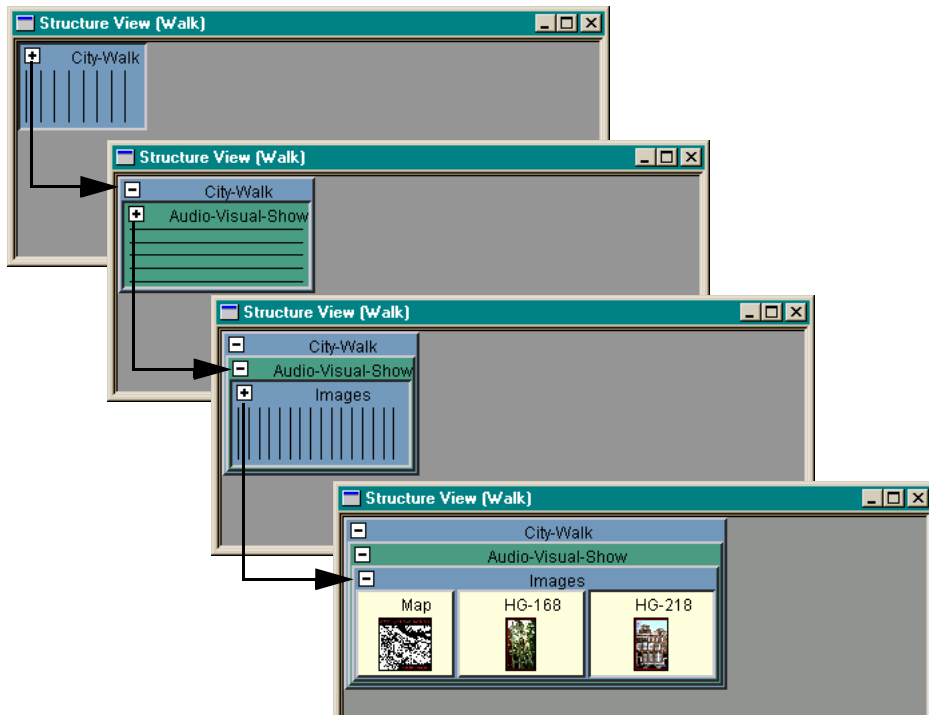 Structure View (Walk)
City-Walk
Structure View (Walk)
City-Walk
Audio-Visual-Show
Structure View (Walk)
City-Walk
Audio-Visual-Show
Images
Structure View (Walk)
City-Walk
Audio-Visual-Show
Images
Map HG-168 HG-218